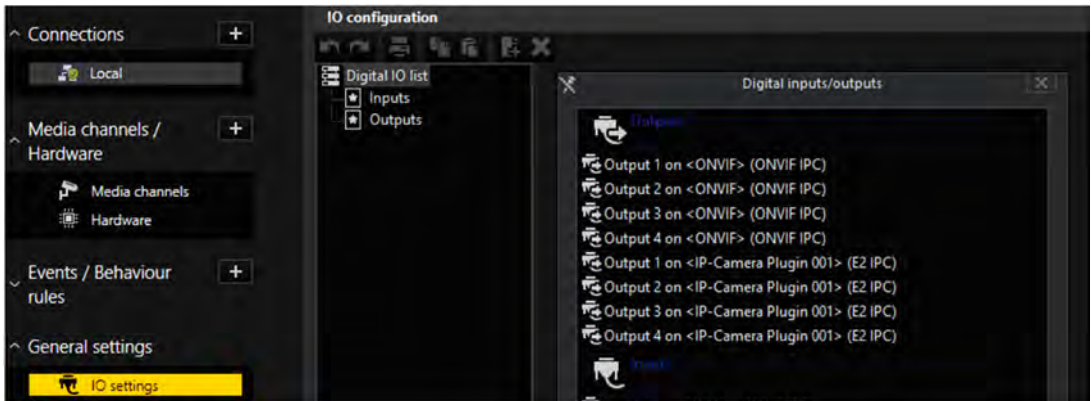 Connections
Local
Media channels /
Hardware
Media channels
Hardware
Events / Behaviour
rules
General settings
IO settings
IO configuration
Digital IO list
Inputs
Outputs
Digital inputs/outputs
Outputs
Output 1 on <ONVIF> (ONVIF IPC)
Output 2 on <ONVIF> (ONVIF IPC)
Output 3 on <ONVIF> (ONVIF IPC)
Output 4 on <ONVIF> (ONVIF IPC)
Output 1 on <IP-Camera Plugin 001> (E2 IPC)
Output 2 on <IP-Camera Plugin 001> (E2 IPC)
Output 3 on <IP-Camera Plugin 001> (E2 IPC)
Output 4 on <IP-Camera Plugin 001> (E2 IPC)
Inputs